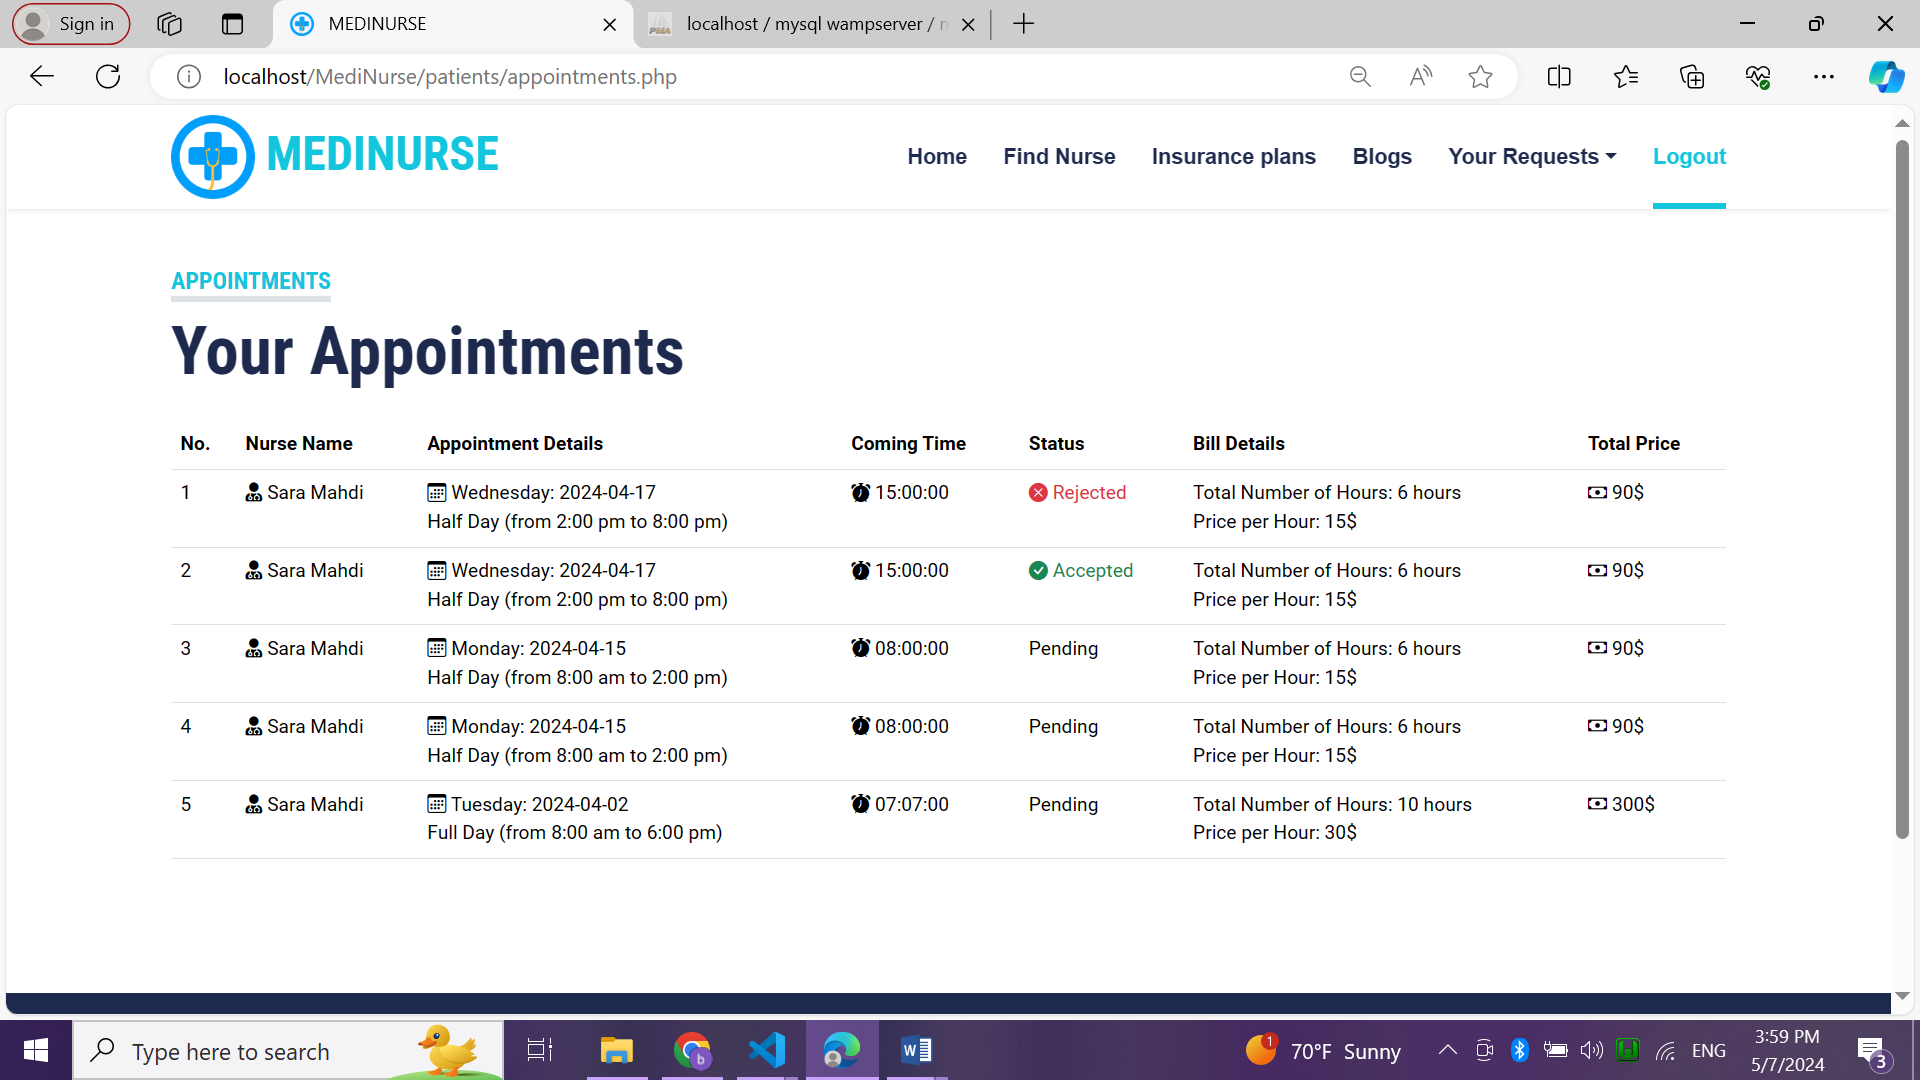 Sign in
MEDINURSE
localhost / mysql wampserver /
localhost/MediNurse/patients/appointments.php
MEDINURSE
Home Find Nurse Insurance plans Blogs Your Requests Logout
APPOINTMENTS
Your Appointments
No. Nurse Name Appointment Details Coming Time Status Bill Details Total Price
1 Sara Mahdi Wednesday: 2024-04-17 15:00:00 Rejected Total Number of Hours: 6 hours 90$
Half Day (from 2:00 pm to 8:00 pm) Price per Hour: 15$
2 Sara Mahdi Wednesday: 2024-04-17 15:00:00 Accepted Total Number of Hours: 6 hours 90$
Half Day (from 2:00 pm to 8:00 pm) Price per Hour: 15$
3 Sara Mahdi Monday: 2024-04-15 08:00:00 Pending Total Number of Hours: 6 hours 90$
Half Day (from 8:00 am to 2:00 pm) Price per Hour: 15$
4 Sara Mahdi Monday: 2024-04-15 08:00:00 Pending Total Number of Hours: 6 hours 90$
Half Day (from 8:00 am to 2:00 pm) Price per Hour: 15$
5 Sara Mahdi Tuesday: 2024-04-02 07:07:00 Pending Total Number of Hours: 10 hours 300$
Full Day (from 8:00 am to 6:00 pm) Price per Hour: 30$
Type here to search
1
70°F Sunny
ENG
3:59 PM
5/7/2024
3